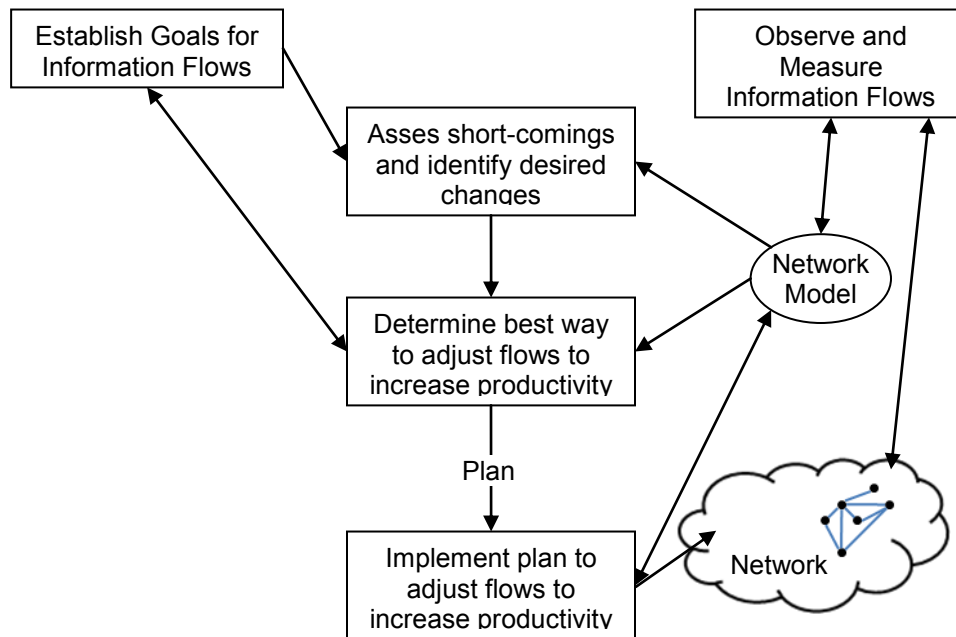 Establish Goals for
Information Flows
Observe and
Measure
Information Flows
Asses short-comings
and identify desired
changes
Network
Model
Determine best way
to adjust flows to
increase productivity
Plan
Implement plan to
adjust flows to
increase productivity
Network